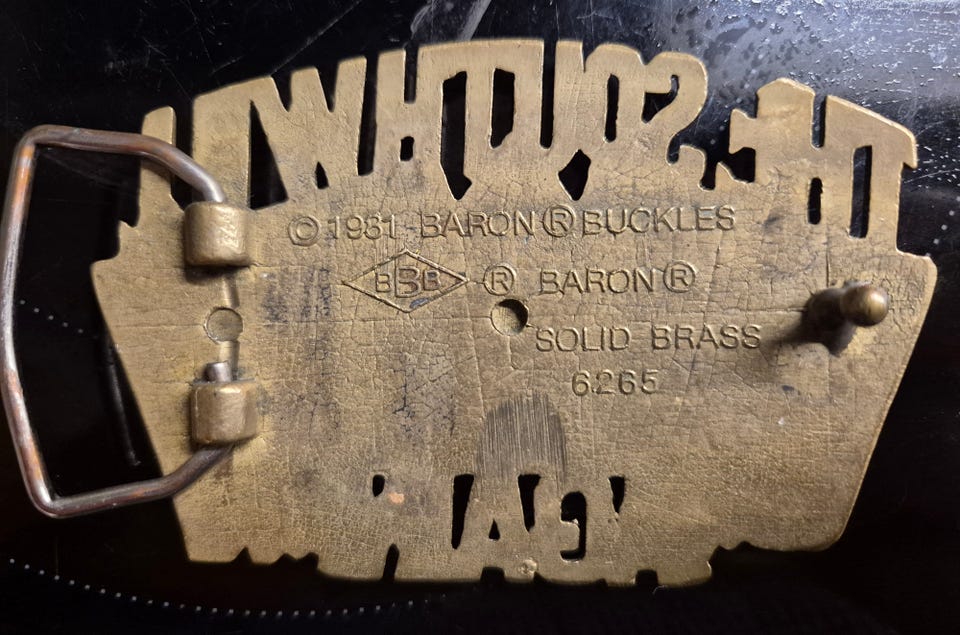 © 1981 BARON ® BUCKLES
BBB ® BARON ®
SOLID BRASS
6265